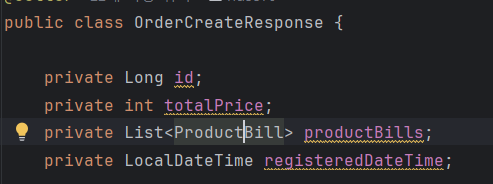 public class OrderCreateResponse {
private Long id;
private int totalPrice;
private List<ProductBill> productBills;
private LocalDateTime registeredDateTime;